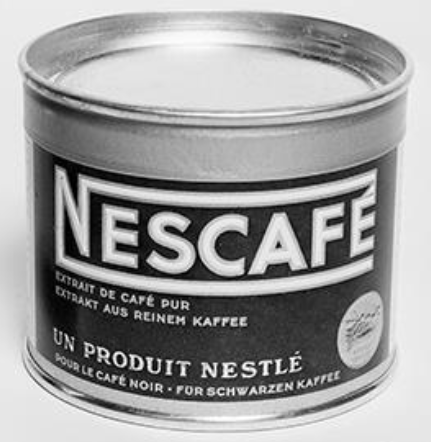 NESCAFÉ
EXTRAIT DE CAFÉ PUR
EXTRAKT AUS REINEM KAFFEE
UN PRODUIT NESTLÉ
POUR LE CAFÉ NOIR · FÜR SCHWARZEN KAFFEE